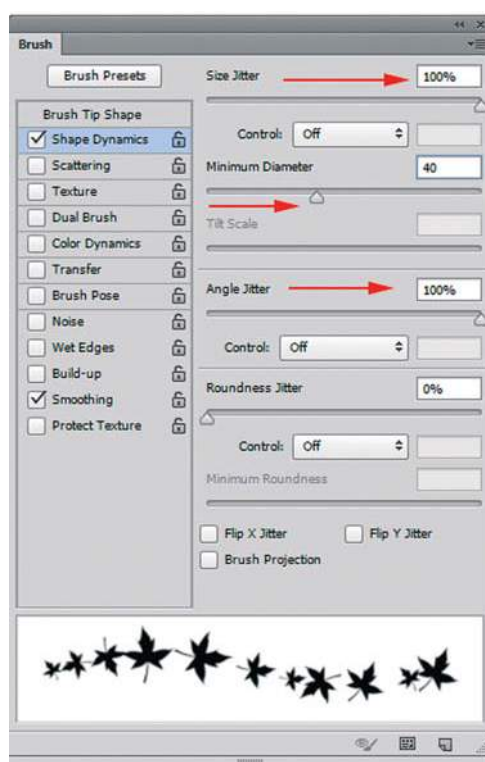 Brush
Brush Presets
Brush Tip Shape
Shape Dynamics
Scattering
Texture
Dual Brush
Color Dynamics
Transfer
Brush Pose
Noise
Wet Edges
Build-up
Smoothing
Protect Texture
Size Jitter 100%
Control: Off
Minimum Diameter 40
Tilt Scale
Angle Jitter 100%
Control: Off
Roundness Jitter 0%
Control: Off
Minimum Roundness
Flip X Jitter Flip Y Jitter
Brush Projection